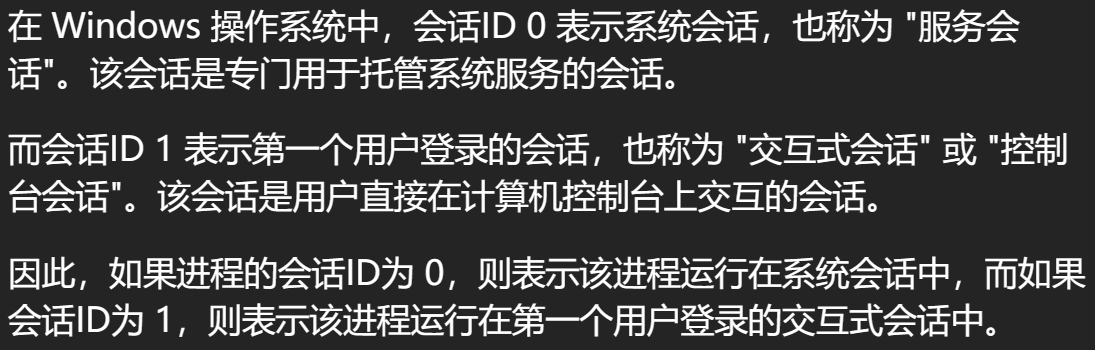 在 Windows 操作系统中，会话ID 0 表示系统会话，也称为 "服务会
话"。该会话是专门用于托管系统服务的会话。
而会话ID 1 表示第一个用户登录的会话，也称为 "交互式会话" 或 "控制
台会话"。该会话是用户直接在计算机控制台上交互的会话。
因此，如果进程的会话ID为 0，则表示该进程运行在系统会话中，而如果
会话ID为 1，则表示该进程运行在第一个用户登录的交互式会话中。